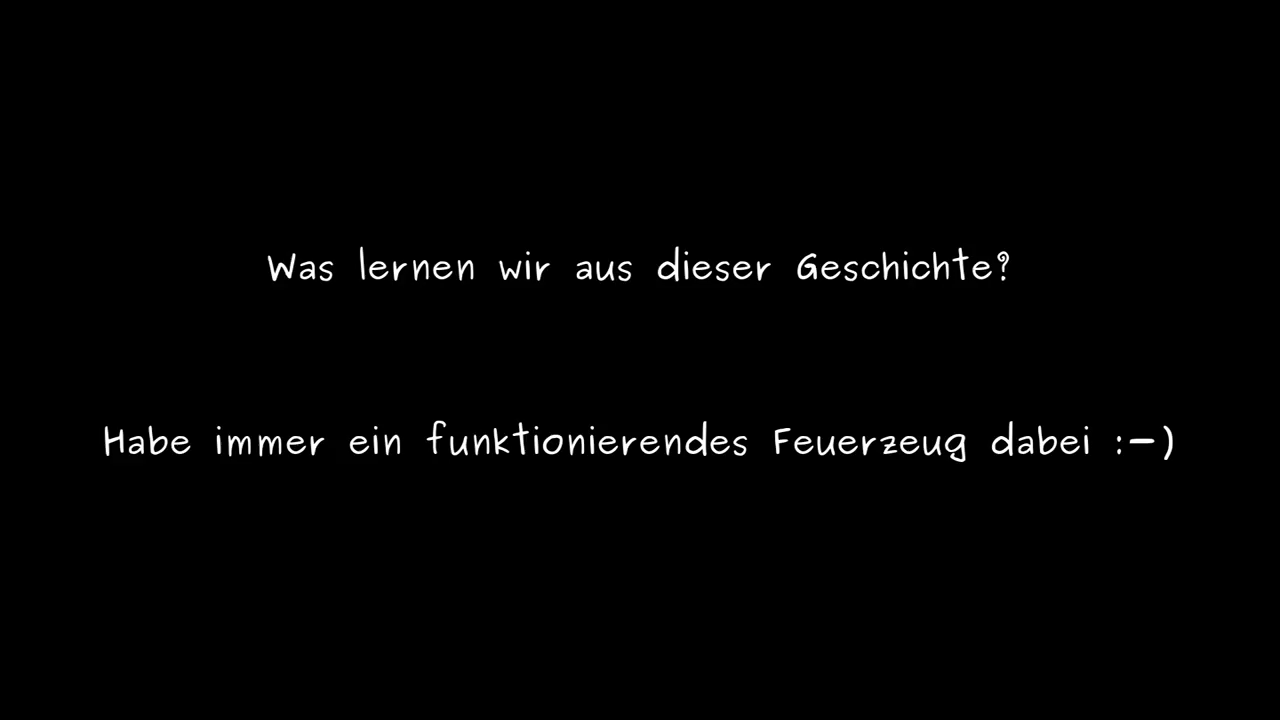 Was lernen wir aus dieser Geschichte?
Habe immer ein funktionierendes Feuerzeug dabei :-)